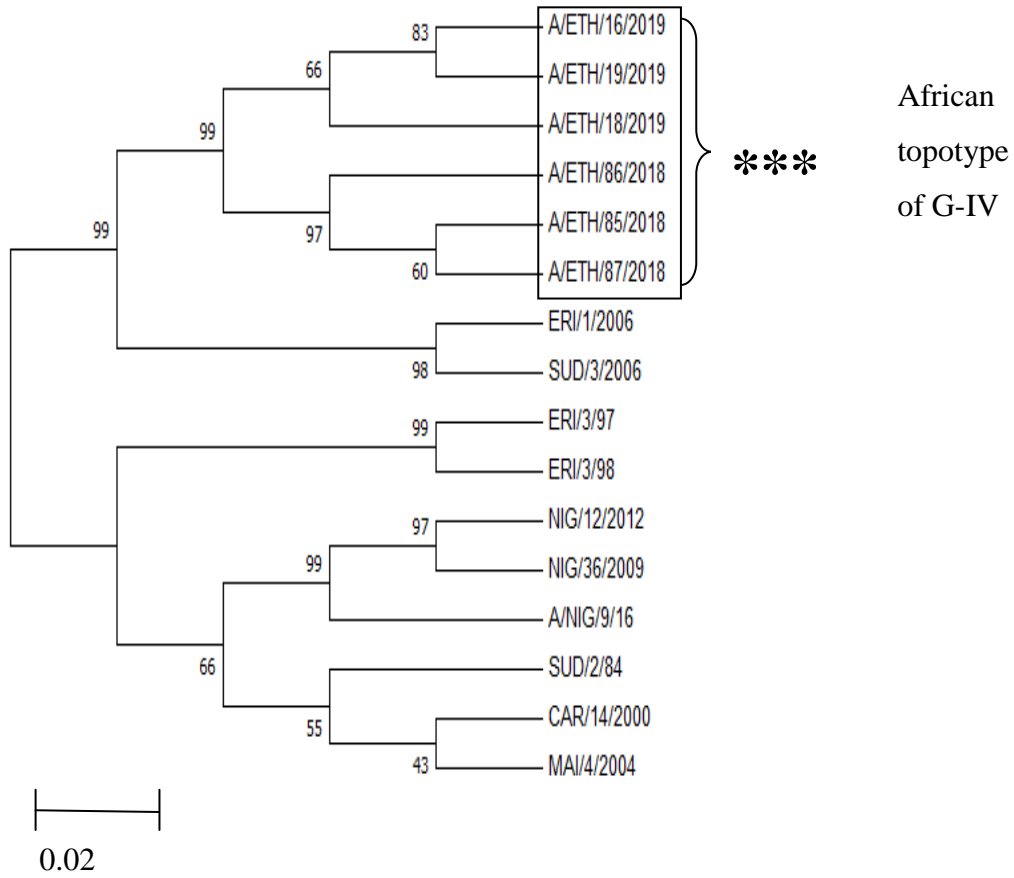 83
A/ETH/16/2019
66
A/ETH/19/2019
99
A/ETH/18/2019
A/ETH/86/2018
99
97
A/ETH/85/2018
60
A/ETH/87/2018
***
African
topotype
of G-IV
ERI/1/2006
98
SUD/3/2006
99
ERI/3/97
ERI/3/98
97
NIG/12/2012
99
NIG/36/2009
A/NIG/9/16
66
SUD/2/84
55
CAR/14/2000
43
MAI/4/2004
0.02